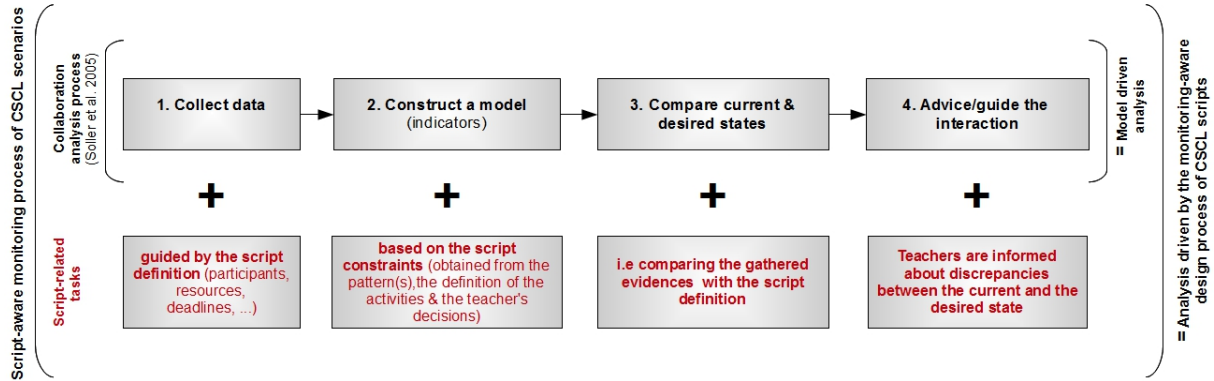 Script-aware monitoring process of CSCL scenarios
Collaboration
analysis process
(Soller et al. 2005)
1. Collect data
2. Construct a model
(indicators)
3. Compare current &
desired states
4. Advice/guide the
interaction
= Model driven
analysis
+
+
+
+
Script-related
tasks
guided by the script
definition (participants,
resources,
deadlines, ...)
based on the script
constraints (obtained from the
pattern(s),the definition of the
activities & the teacher's
decisions)
i.e comparing the gathered
evidences with the script
definition
Teachers are informed
about discrepancies
between the current and the
desired state
= Analysis driven by the monitoring-aware
design process of CSCL scripts